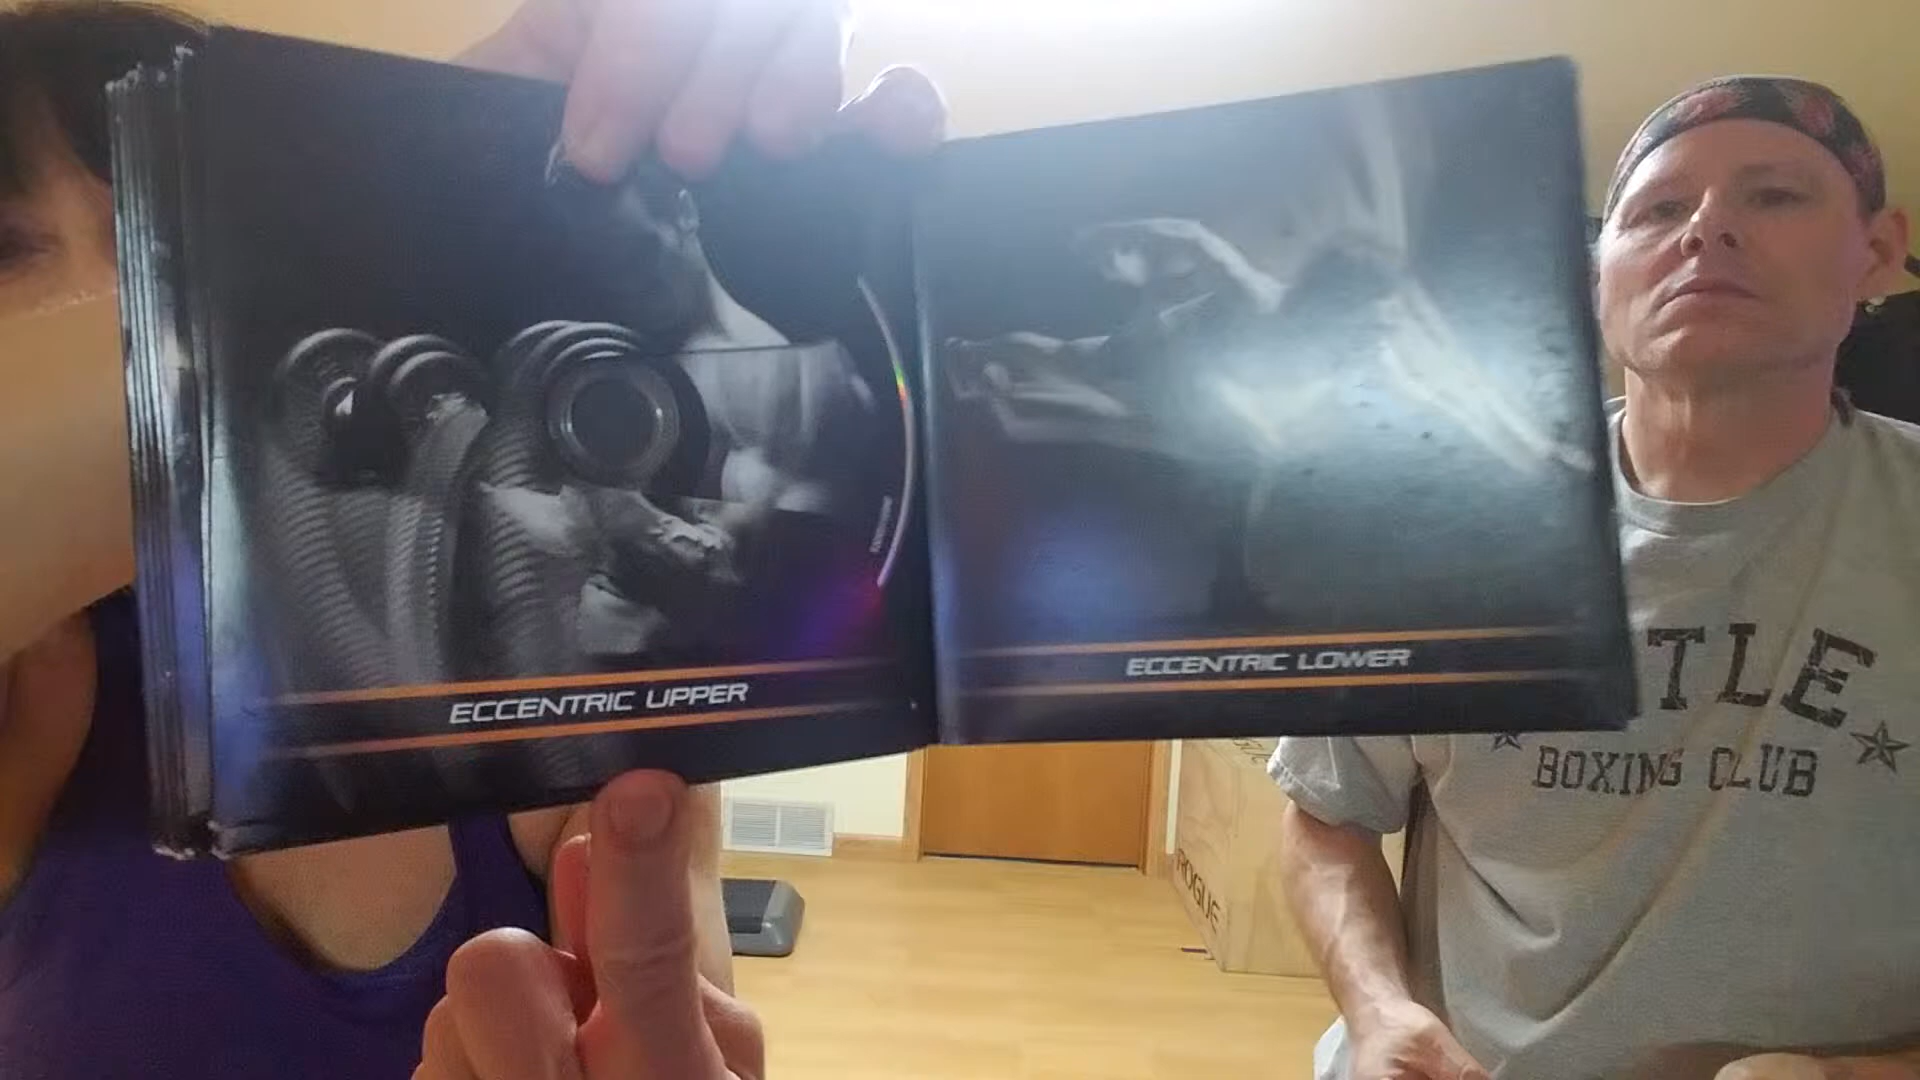 ECCENTRIC UPPER
ECCENTRIC LOWER
TLE
BOXING CLUB
ROGUE